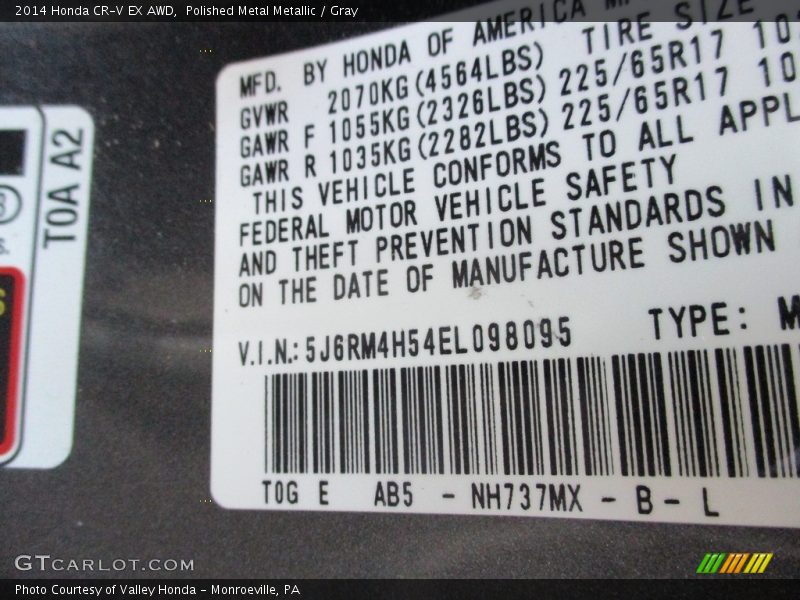 2014 Honda CR-V EX AWD, Polished Metal Metallic / Gray
MFD. BY HONDA OF AMERICA
GVWR 2070KG(4564LBS) TIRE SIZE
GAWR F 1055KG(2326LBS) 225/65R17 10
GAWR R 1035KG(2282LBS) 225/65R17 10
THIS VEHICLE CONFORMS TO ALL APPL
FEDERAL MOTOR VEHICLE SAFETY
AND THEFT PREVENTION STANDARDS IN
ON THE DATE OF MANUFACTURE SHOWN
V.I.N.: 5J6RM4H54EL098095 TYPE: M
T0G E AB5 - NH737MX - B - L
T0A A2
GTCARLOT.COM
Photo Courtesy of Valley Honda - Monroeville, PA